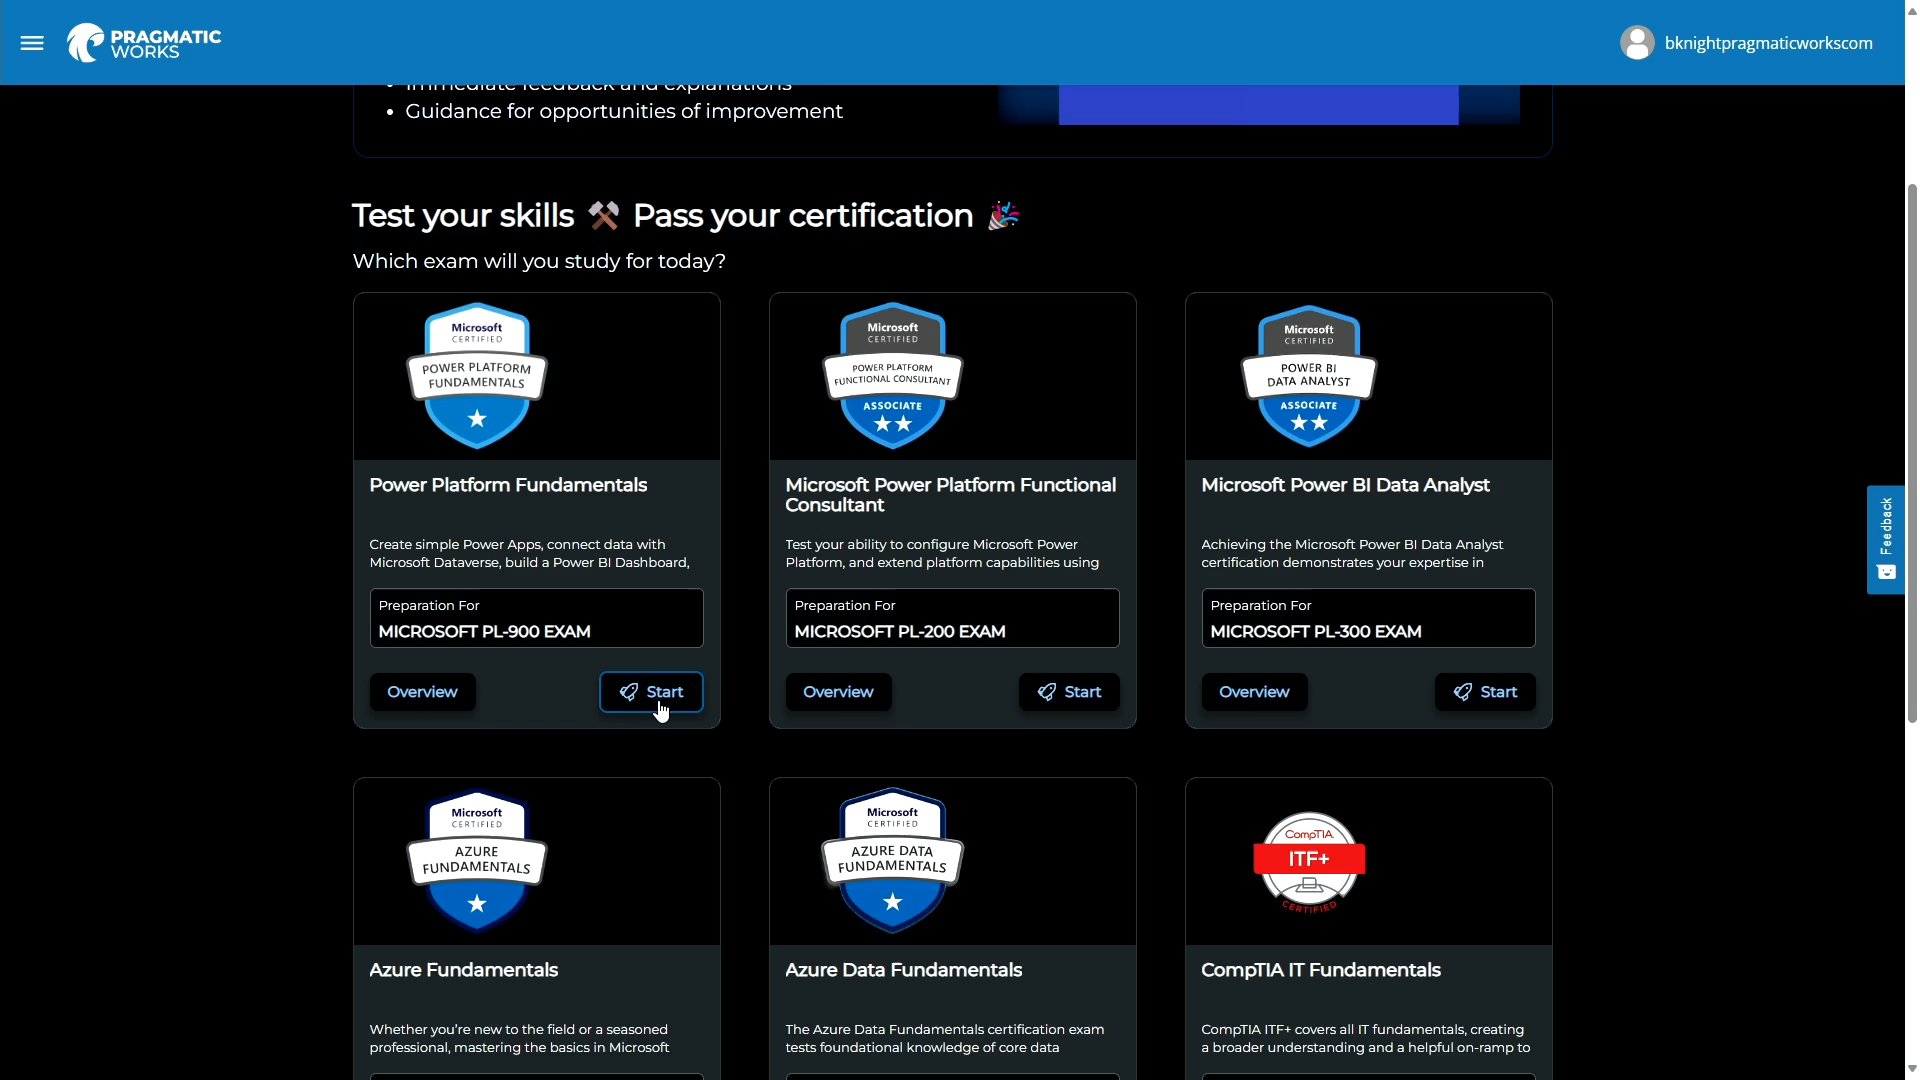 PRAGMATIC
WORKS
bknightpragmaticworkscom
Immediate feedback and explanations
• Guidance for opportunities of improvement
Test your skills ⚒️ Pass your certification 🎉
Which exam will you study for today?
Microsoft
CERTIFIED
POWER PLATFORM
FUNDAMENTALS
Power Platform Fundamentals
Create simple Power Apps, connect data with
Microsoft Dataverse, build a Power BI Dashboard,
Preparation For
MICROSOFT PL-900 EXAM
Overview
Start
Microsoft
CERTIFIED
POWER PLATFORM
FUNCTIONAL CONSULTANT
ASSOCIATE
Microsoft Power Platform Functional
Consultant
Test your ability to configure Microsoft Power
Platform, and extend platform capabilities using
Preparation For
MICROSOFT PL-200 EXAM
Overview
Start
Microsoft
CERTIFIED
POWER BI
DATA ANALYST
ASSOCIATE
Microsoft Power BI Data Analyst
Achieving the Microsoft Power BI Data Analyst
certification demonstrates your expertise in
Preparation For
MICROSOFT PL-300 EXAM
Overview
Start
Feedback
Microsoft
CERTIFIED
AZURE
FUNDAMENTALS
Azure Fundamentals
Whether you're new to the field or a seasoned
professional, mastering the basics in Microsoft
Microsoft
CERTIFIED
AZURE DATA
FUNDAMENTALS
Azure Data Fundamentals
The Azure Data Fundamentals certification exam
tests foundational knowledge of core data
CompTIA.
ITF+
CERTIFIED
CompTIA IT Fundamentals
CompTIA ITF+ covers all IT fundamentals, creating
a broader understanding and a helpful on-ramp to